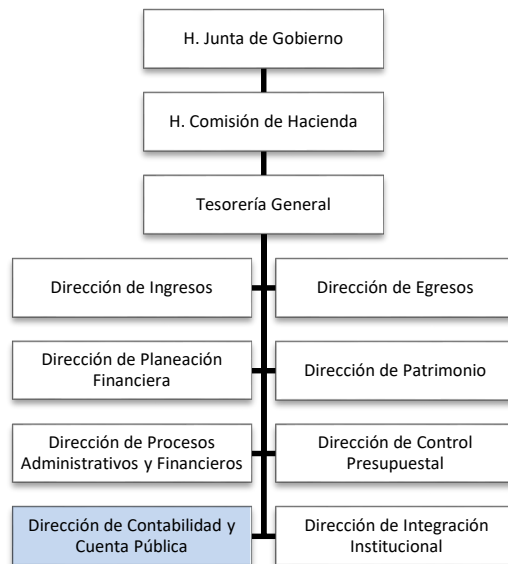 H. Junta de Gobierno
H. Comisión de Hacienda
Tesorería General
Dirección de Ingresos
Dirección de Egresos
Dirección de Planeación
Financiera
Dirección de Patrimonio
Dirección de Procesos
Administrativos y Financieros
Dirección de Control
Presupuestal
Dirección de Contabilidad y
Cuenta Pública
Dirección de Integración
Institucional